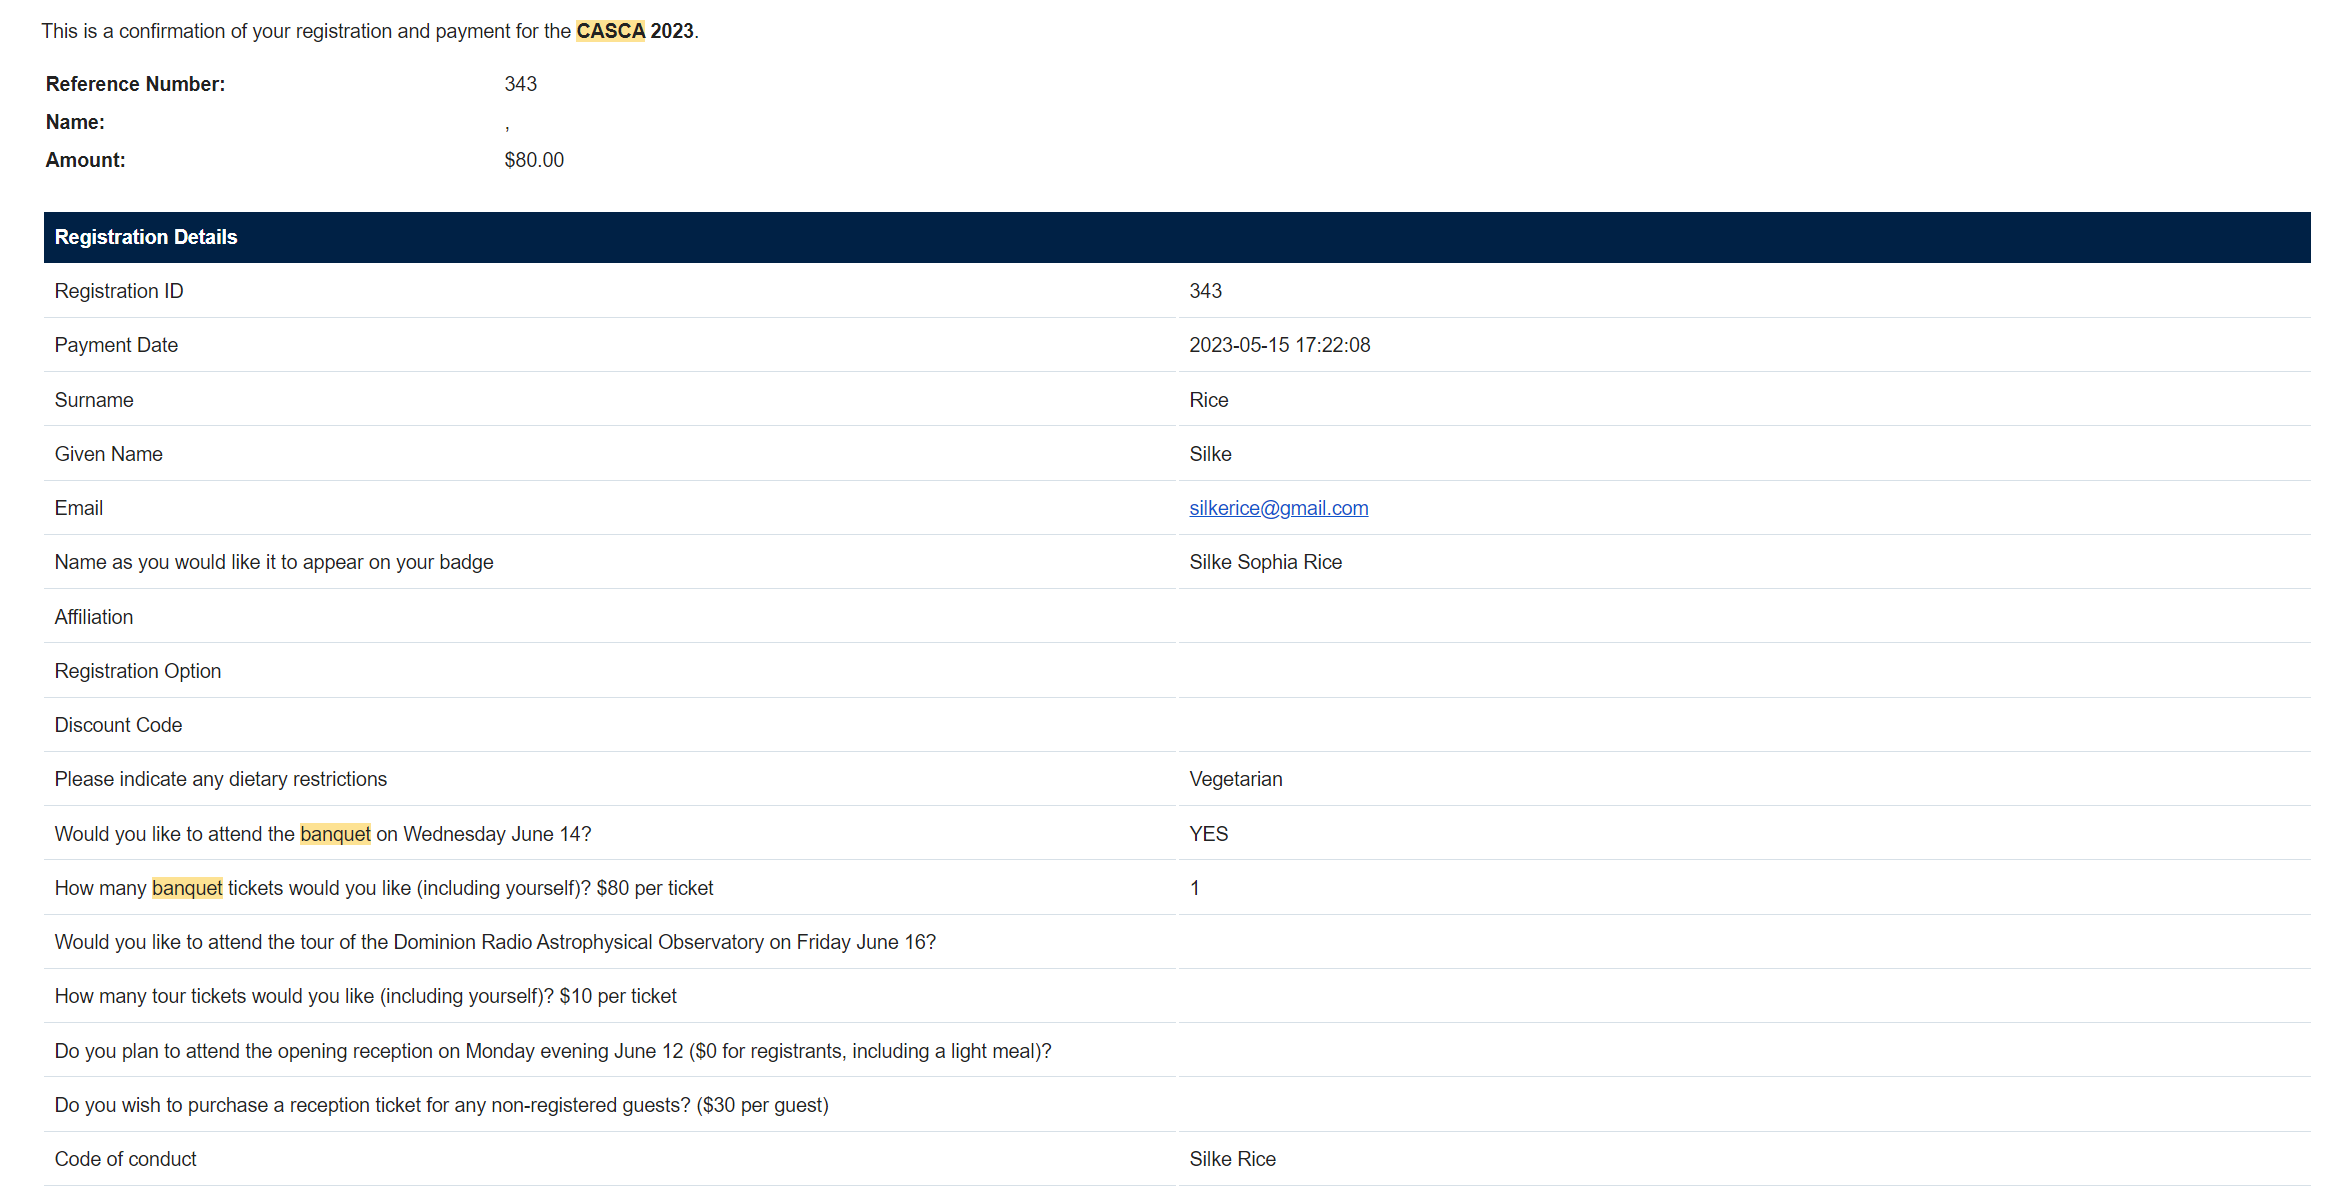 This is a confirmation of your registration and payment for the CASCA 2023.
Reference Number: 343
Name: ,
Amount: $80.00
Registration Details
Registration ID 343
Payment Date 2023-05-15 17:22:08
Surname Rice
Given Name Silke
Email silkerice@gmail.com
Name as you would like it to appear on your badge Silke Sophia Rice
Affiliation
Registration Option
Discount Code
Please indicate any dietary restrictions Vegetarian
Would you like to attend the banquet on Wednesday June 14? YES
How many banquet tickets would you like (including yourself)? $80 per ticket 1
Would you like to attend the tour of the Dominion Radio Astrophysical Observatory on Friday June 16?
How many tour tickets would you like (including yourself)? $10 per ticket
Do you plan to attend the opening reception on Monday evening June 12 ($0 for registrants, including a light meal)?
Do you wish to purchase a reception ticket for any non-registered guests? ($30 per guest)
Code of conduct Silke Rice